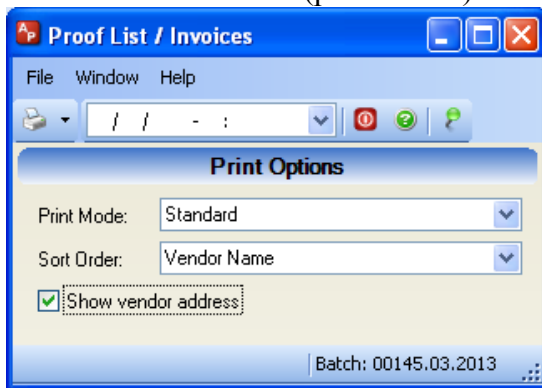 AP Proof List / Invoices
File Window Help
/ / - :
Print Options
Print Mode: Standard
Sort Order: Vendor Name
Show vendor address
Batch: 00145.03.2013